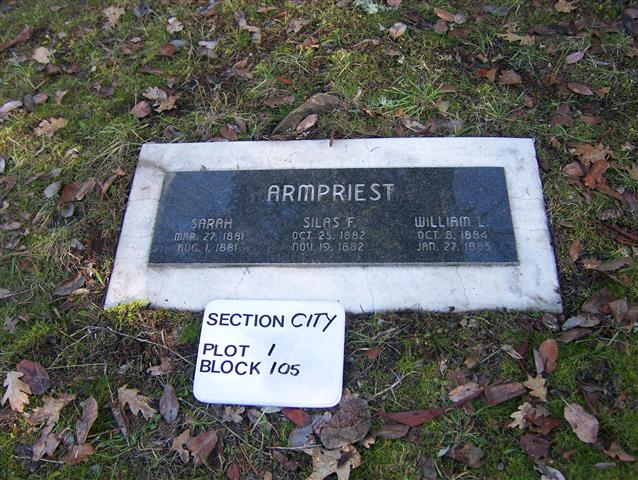 ARMPRIEST
SARAH SILAS F. WILLIAM L.
MAR. 27, 1881 OCT. 25, 1882 OCT. 8, 1884
AUG. 1, 1881 NOV. 19, 1882 JAN. 27, 1885
SECTION CITY
PLOT 1
BLOCK 105